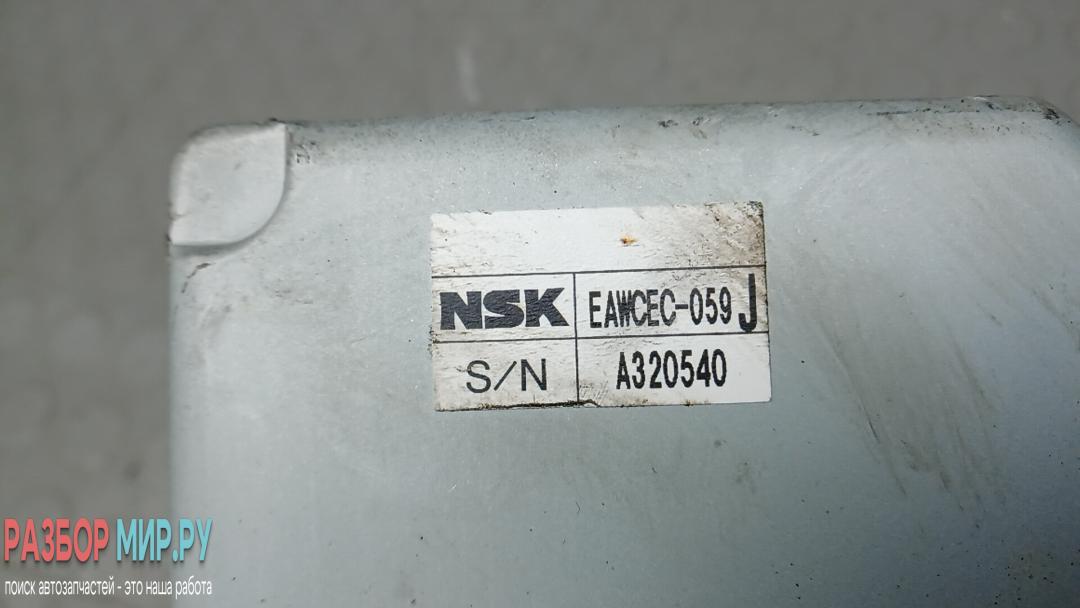 NSK EAWCEC-059 J
S/N A320540
РАЗБОР МИР.РУ
поиск автозапчастей - это наша работа